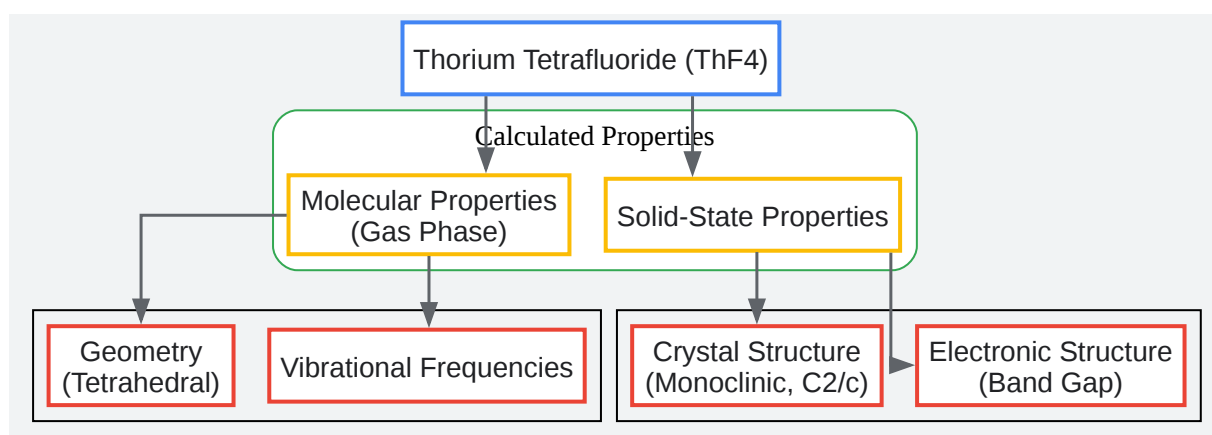 Thorium Tetrafluoride (ThF4)
Calculated Properties
Molecular Properties
(Gas Phase)
Solid-State Properties
Geometry
(Tetrahedral)
Vibrational Frequencies
Crystal Structure
(Monoclinic, C2/c)
Electronic Structure
(Band Gap)